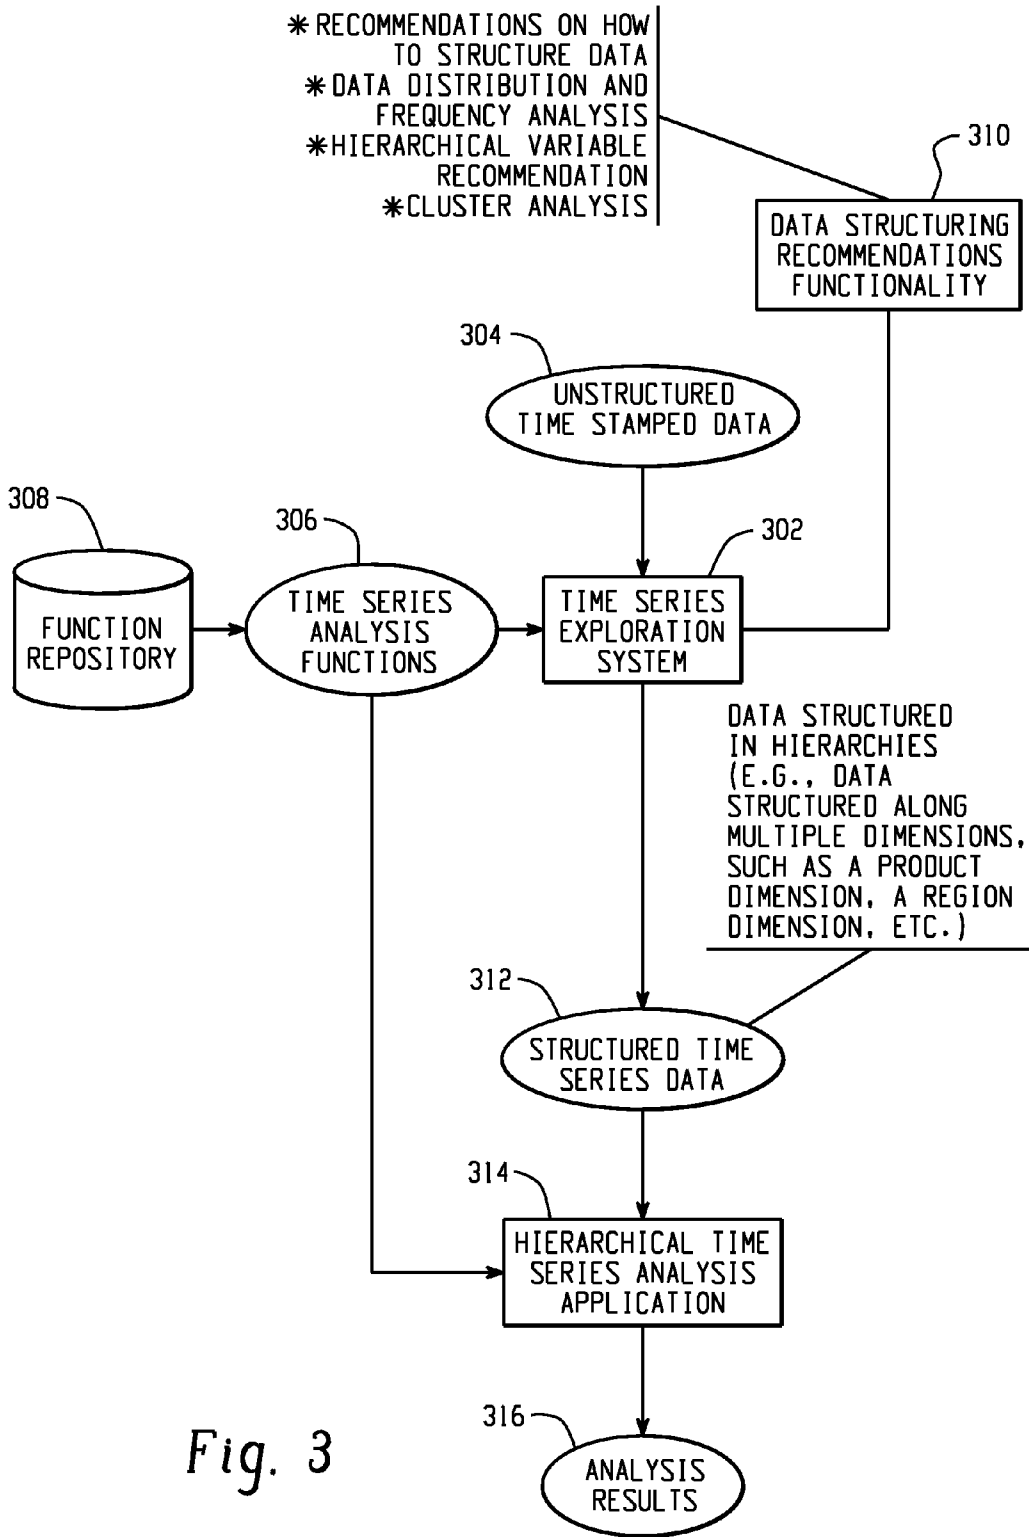 * RECOMMENDATIONS ON HOW
TO STRUCTURE DATA
* DATA DISTRIBUTION AND
FREQUENCY ANALYSIS
* HIERARCHICAL VARIABLE
RECOMMENDATION
* CLUSTER ANALYSIS
310
DATA STRUCTURING
RECOMMENDATIONS
FUNCTIONALITY
304
UNSTRUCTURED
TIME STAMPED DATA
308
FUNCTION
REPOSITORY
306
TIME SERIES
ANALYSIS
FUNCTIONS
302
TIME SERIES
EXPLORATION
SYSTEM
DATA STRUCTURED
IN HIERARCHIES
(E.G., DATA
STRUCTURED ALONG
MULTIPLE DIMENSIONS,
SUCH AS A PRODUCT
DIMENSION, A REGION
DIMENSION, ETC.)
312
STRUCTURED TIME
SERIES DATA
314
HIERARCHICAL TIME
SERIES ANALYSIS
APPLICATION
316
ANALYSIS
RESULTS
Fig. 3